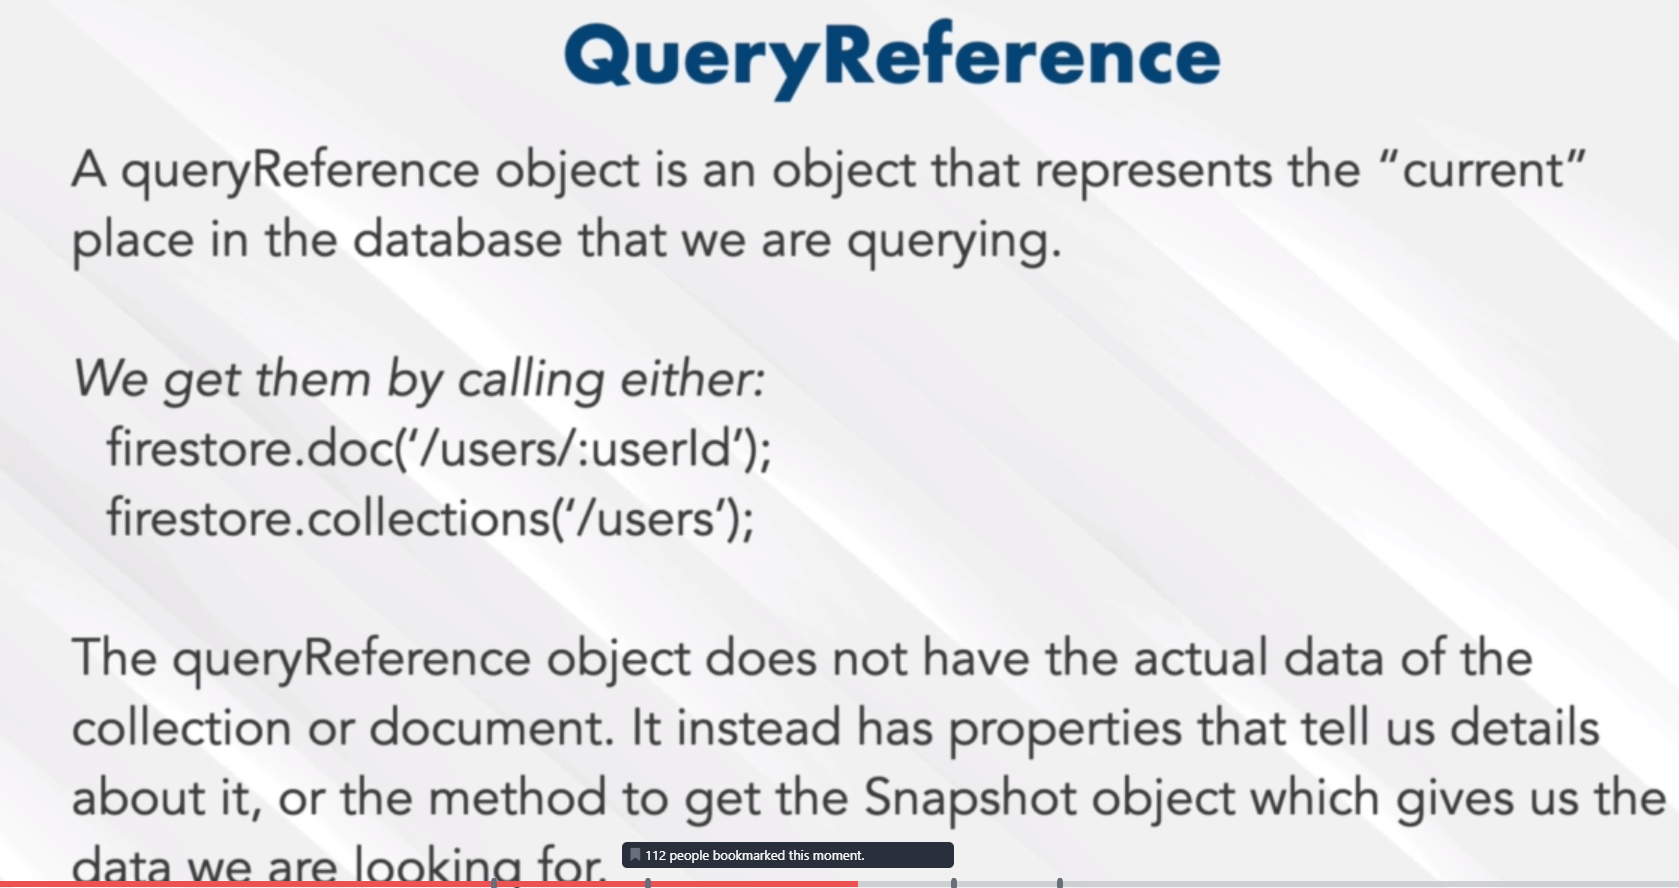 QueryReference
A queryReference object is an object that represents the “current”
place in the database that we are querying.
We get them by calling either:
firestore.doc(‘/users/:userId’);
firestore.collections(‘/users’);
The queryReference object does not have the actual data of the
collection or document. It instead has properties that tell us details
about it, or the method to get the Snapshot object which gives us the
data we are looking for.
112 people bookmarked this moment.